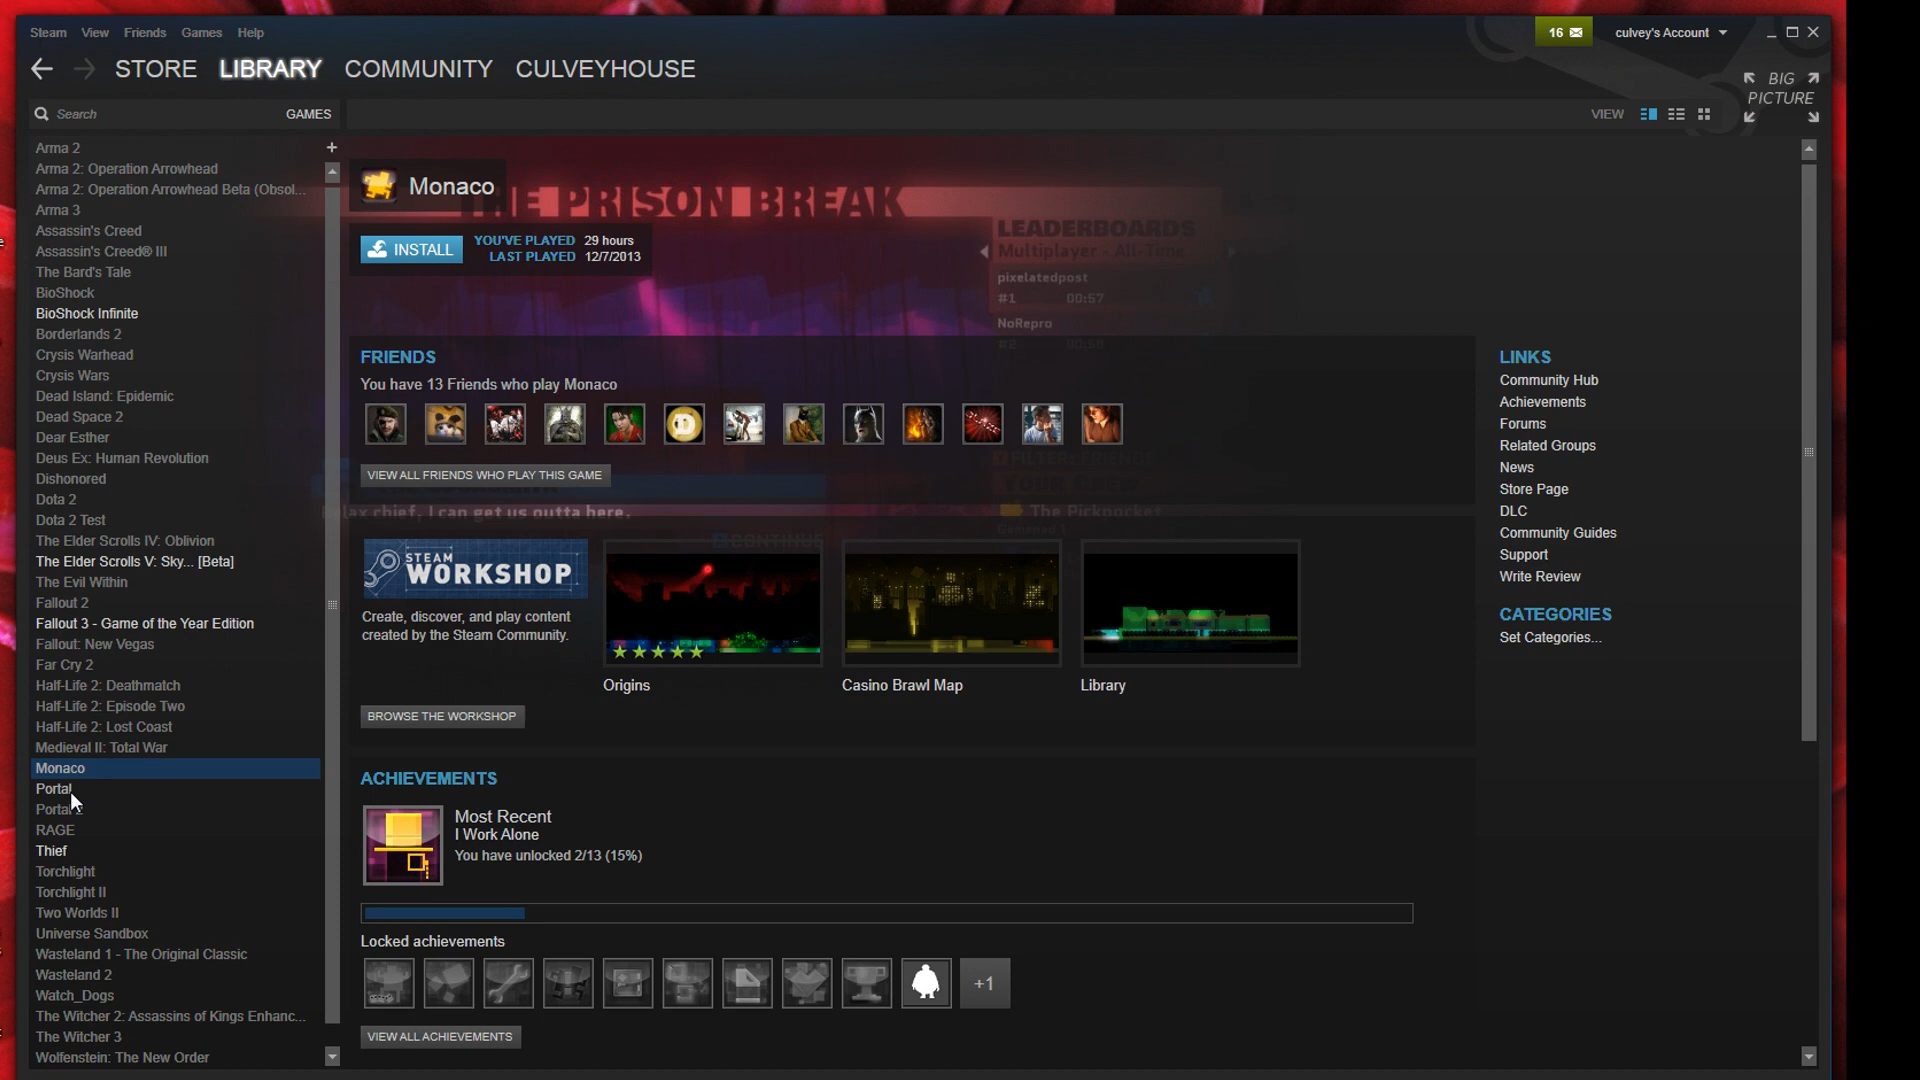 Steam View Friends Games Help
16 culvey's Account
STORE LIBRARY COMMUNITY CULVEYHOUSE
BIG PICTURE
Search GAMES
VIEW
Arma 2
Arma 2: Operation Arrowhead
Arma 2: Operation Arrowhead Beta (Obsol...
Arma 3
Assassin's Creed
Assassin's Creed® III
The Bard's Tale
BioShock
BioShock Infinite
Borderlands 2
Crysis Warhead
Crysis Wars
Dead Island: Epidemic
Dead Space 2
Dear Esther
Deus Ex: Human Revolution
Dishonored
Dota 2
Dota 2 Test
The Elder Scrolls IV: Oblivion
The Elder Scrolls V: Sky... [Beta]
The Evil Within
Fallout 2
Fallout 3 - Game of the Year Edition
Fallout: New Vegas
Far Cry 2
Half-Life 2: Deathmatch
Half-Life 2: Episode Two
Half-Life 2: Lost Coast
Medieval II: Total War
Monaco
Portal
Portal 2
RAGE
Thief
Torchlight
Torchlight II
Two Worlds II
Universe Sandbox
Wasteland 1 - The Original Classic
Wasteland 2
Watch_Dogs
The Witcher 2: Assassins of Kings Enhanc...
The Witcher 3
Wolfenstein: The New Order
Monaco
THE PRISON BREAK
INSTALL
YOU'VE PLAYED 29 hours
LAST PLAYED 12/7/2013
LEADERBOARDS
Multiplayer - All-Time
pixelatedpost
#1 00:57
NoRepro
#2
FRIENDS
You have 13 Friends who play Monaco
VIEW ALL FRIENDS WHO PLAY THIS GAME
FILTER: FRIENDS
YOUR CREW
The Pickpocket
Relax chief, I can get us outta here.
CONTINUE
STEAM WORKSHOP
Create, discover, and play content
created by the Steam Community.
BROWSE THE WORKSHOP
Origins
Casino Brawl Map
Library
ACHIEVEMENTS
Most Recent
I Work Alone
You have unlocked 2/13 (15%)
Locked achievements
+1
VIEW ALL ACHIEVEMENTS
LINKS
Community Hub
Achievements
Forums
Related Groups
News
Store Page
DLC
Community Guides
Support
Write Review
CATEGORIES
Set Categories...